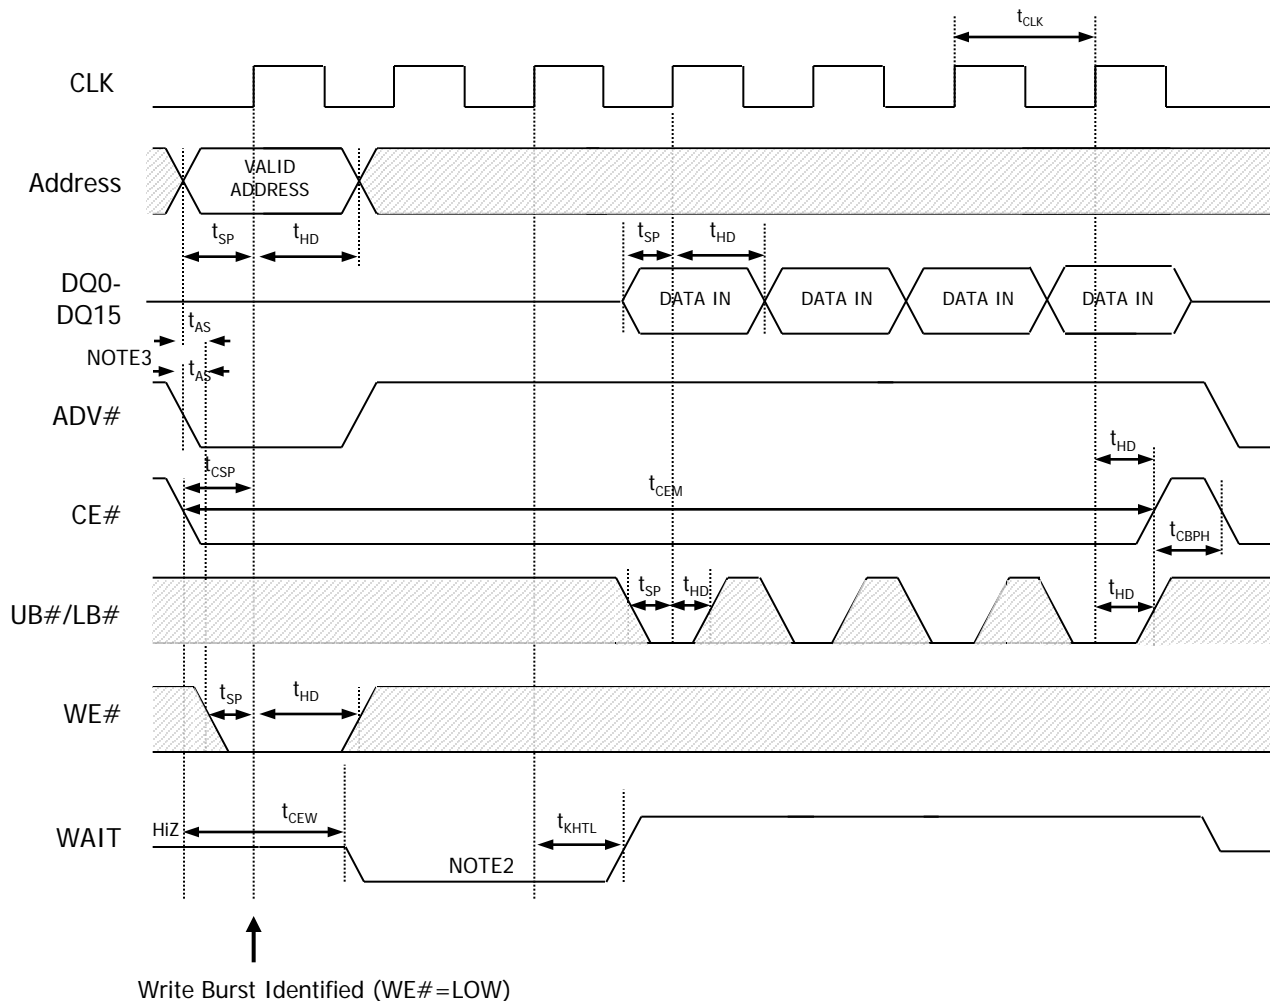 tCLK
CLK
Address
VALID
ADDRESS
tSP
tHD
tSP
tHD
DQ0-
DQ15
DATA IN
DATA IN
DATA IN
DATA IN
tAS
NOTE3
tAS
ADV#
tHD
tCSP
tCEM
CE#
tCBPH
UB#/LB#
tSP
tHD
tHD
WE#
tSP
tHD
WAIT
HiZ
tCEW
tKHTL
NOTE2
Write Burst Identified (WE#=LOW)